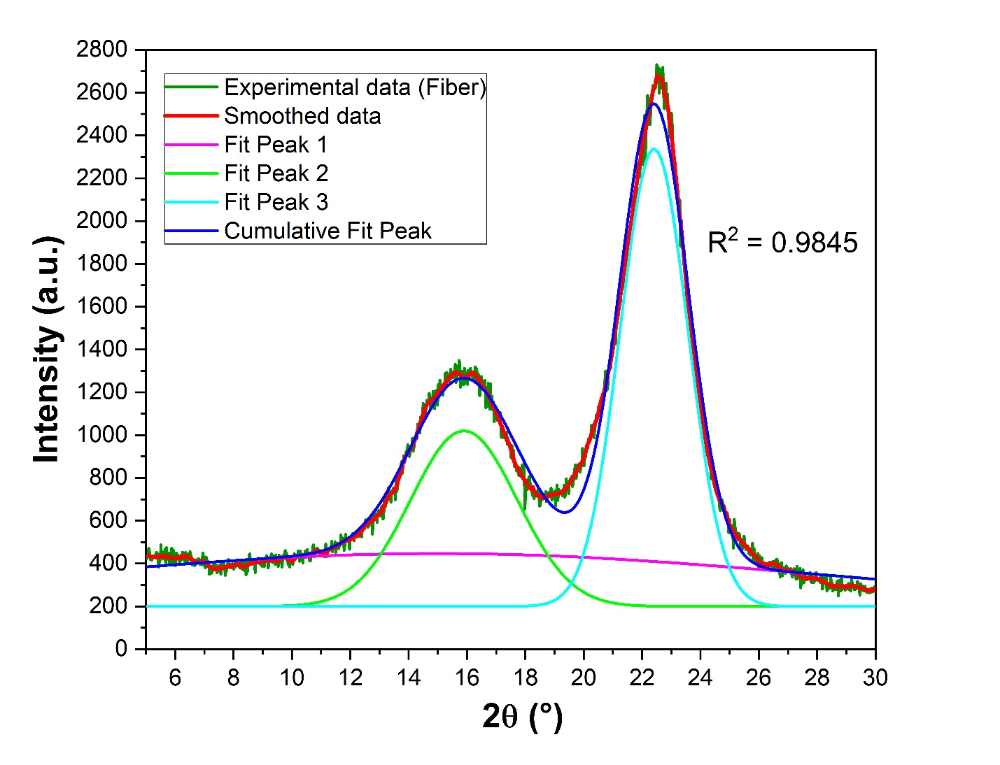 2800
2600
2400
2200
2000
1800
1600
1400
1200
1000
800
600
400
200
0
Intensity (a.u.)
Experimental data (Fiber)
Smoothed data
Fit Peak 1
Fit Peak 2
Fit Peak 3
Cumulative Fit Peak
R² = 0.9845
6 8 10 12 14 16 18 20 22 24 26 28 30
2θ (°)